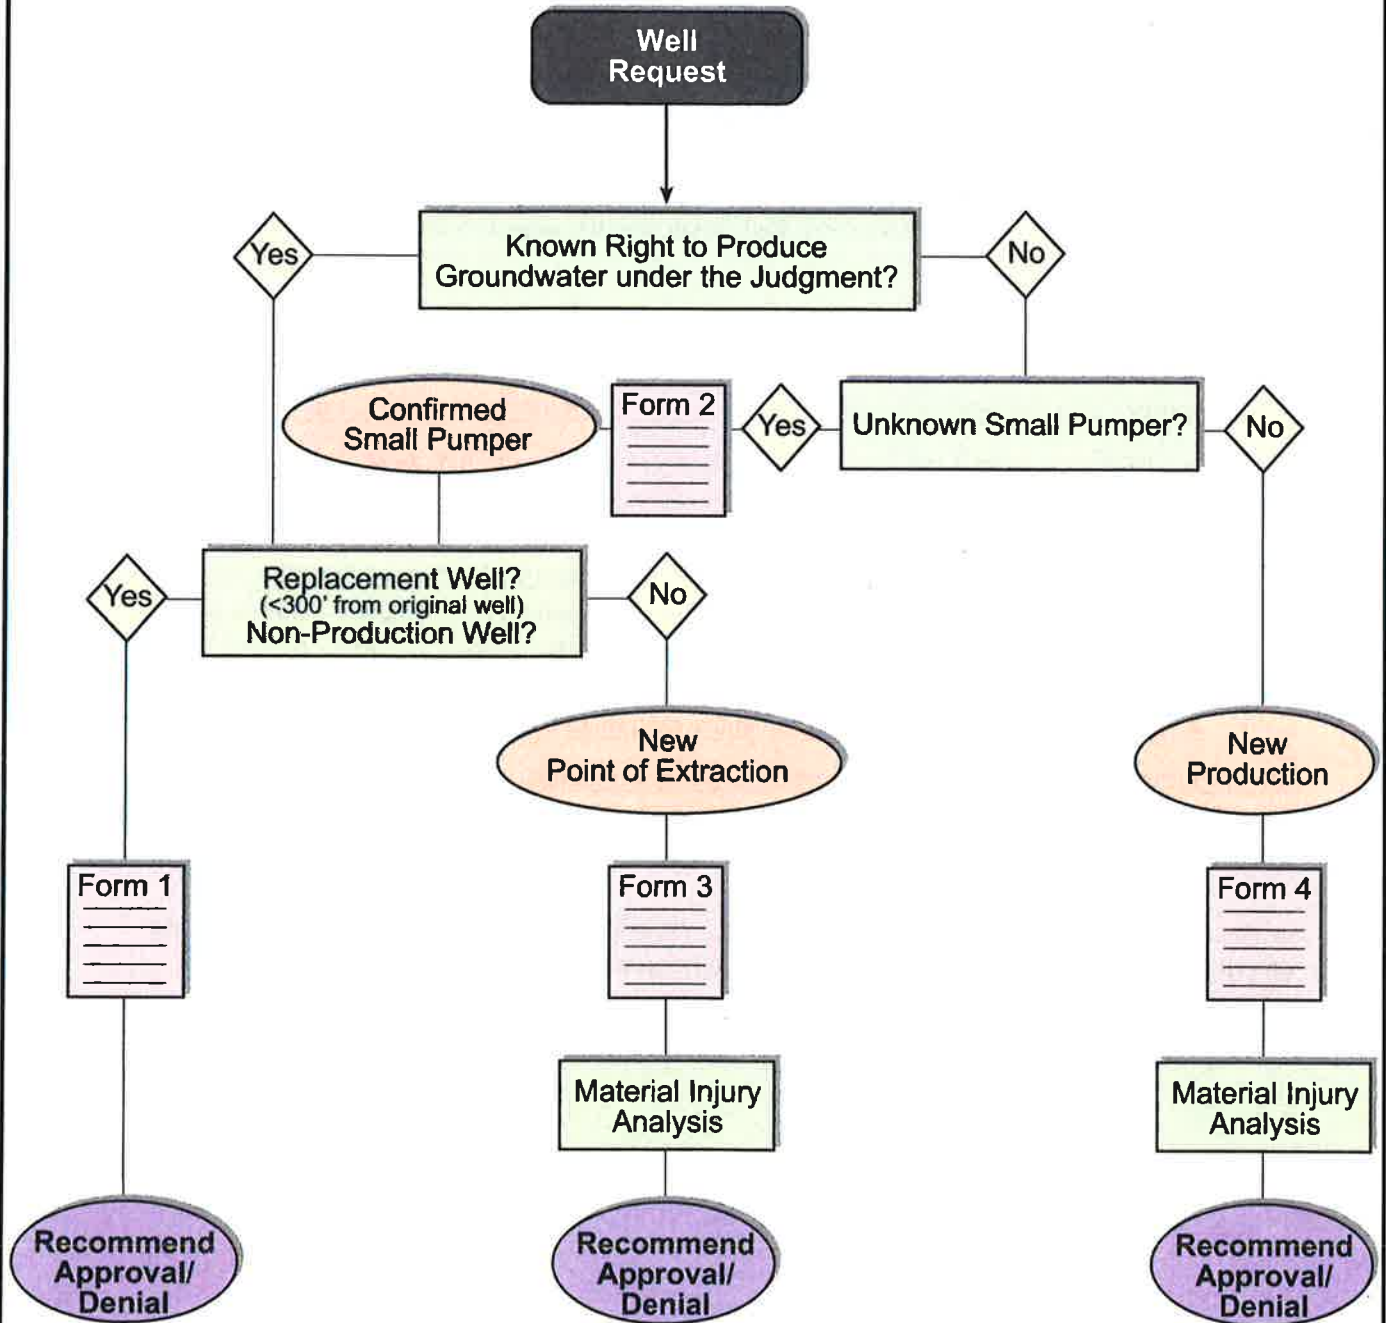 Well
Request
Yes
Known Right to Produce
Groundwater under the Judgment?
No
Confirmed
Small Pumper
Form 2
Yes
Unknown Small Pumper?
No
Yes
Replacement Well?
(<300' from original well)
Non-Production Well?
No
New
Point of Extraction
New
Production
Form 1
Form 3
Form 4
Material Injury
Analysis
Material Injury
Analysis
Recommend
Approval/
Denial
Recommend
Approval/
Denial
Recommend
Approval/
Denial